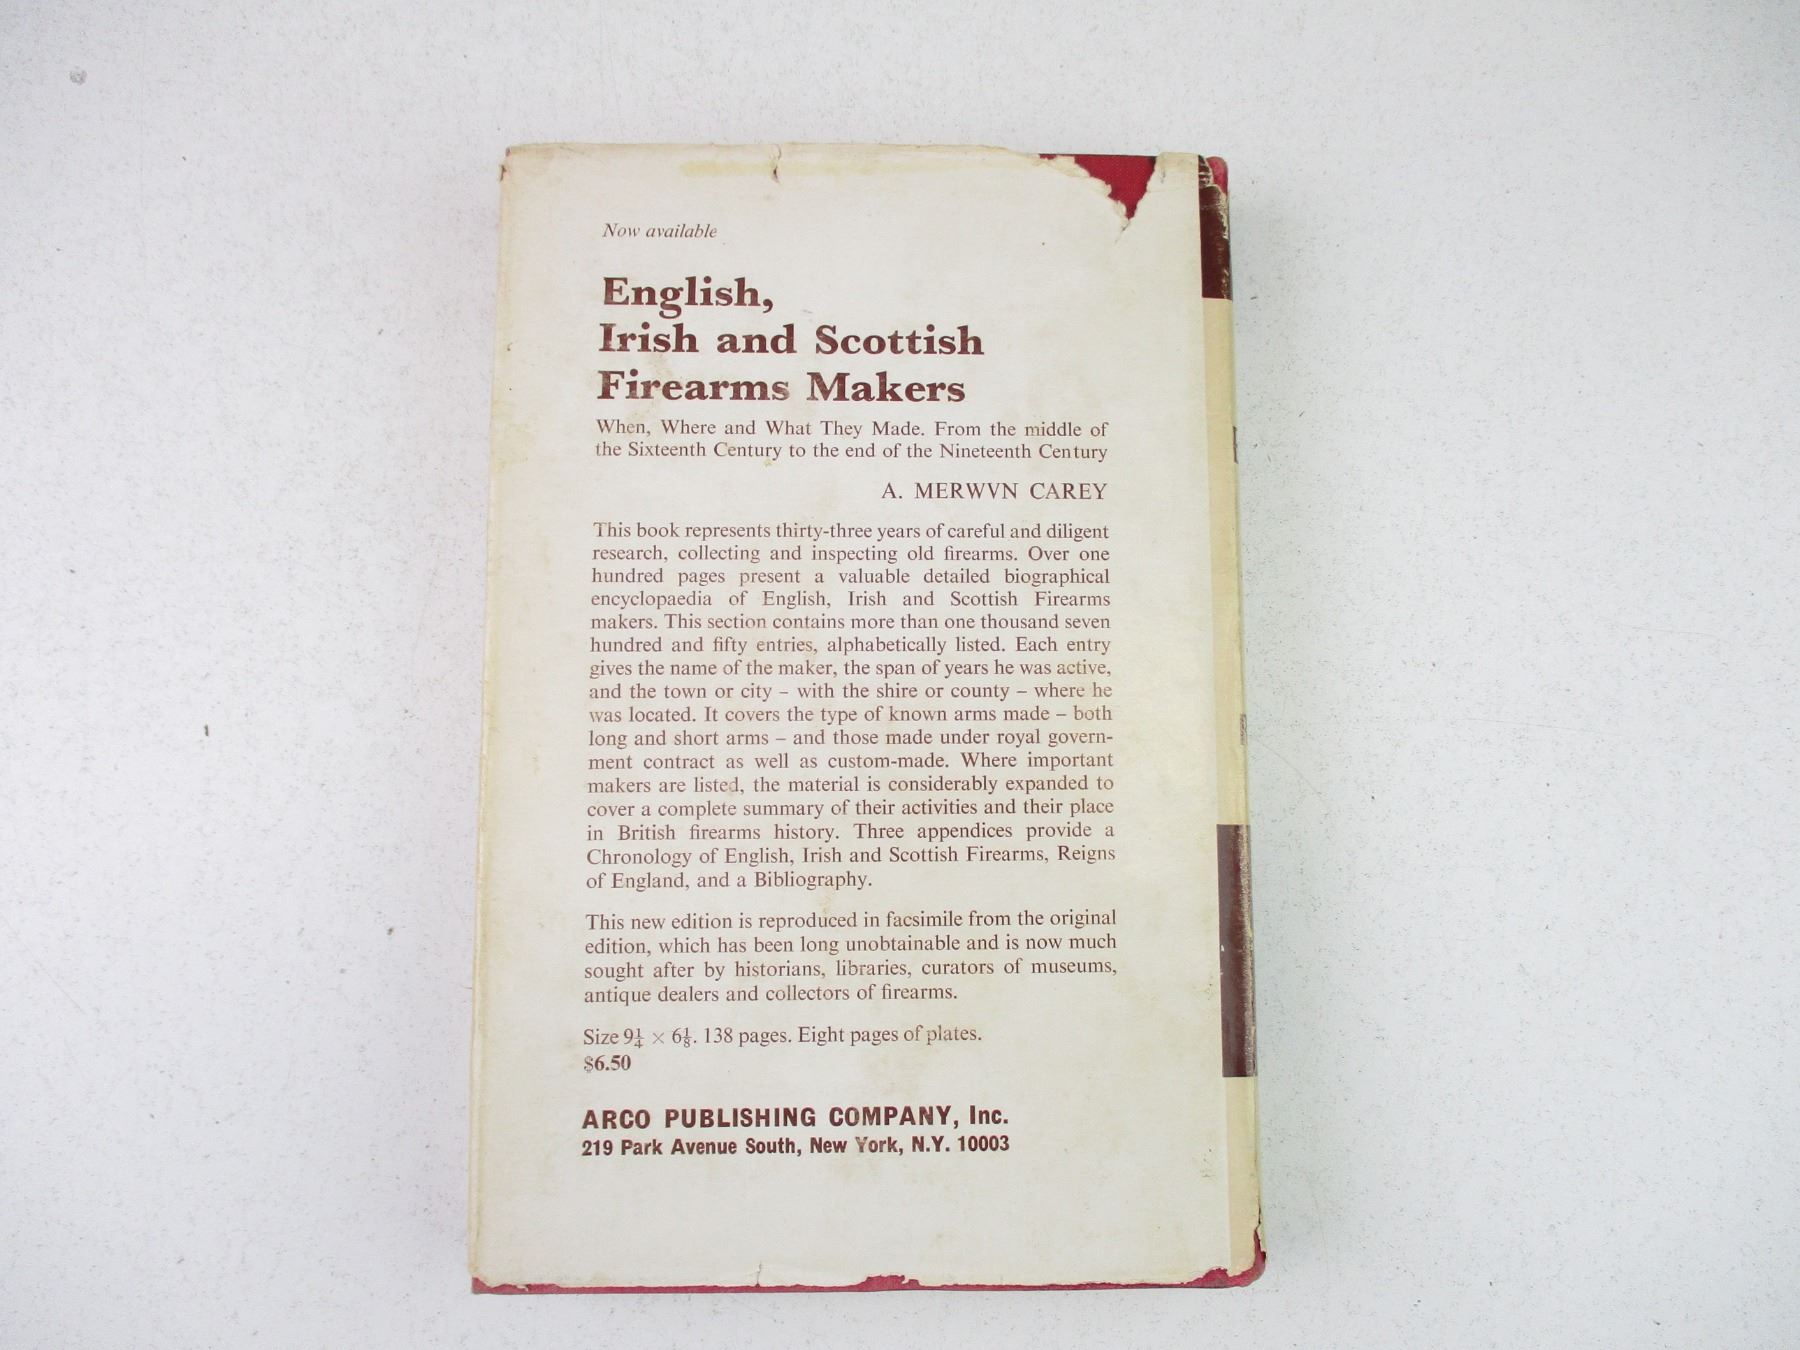 Now available
English,
Irish and Scottish
Firearms Makers
When, Where and What They Made. From the middle of
the Sixteenth Century to the end of the Nineteenth Century
A. MERWVN CAREY
This book represents thirty-three years of careful and diligent
research, collecting and inspecting old firearms. Over one
hundred pages present a valuable detailed biographical
encyclopaedia of English, Irish and Scottish Firearms
makers. This section contains more than one thousand seven
hundred and fifty entries, alphabetically listed. Each entry
gives the name of the maker, the span of years he was active,
and the town or city – with the shire or county – where he
was located. It covers the type of known arms made – both
long and short arms – and those made under royal govern-
ment contract as well as custom-made. Where important
makers are listed, the material is considerably expanded to
cover a complete summary of their activities and their place
in British firearms history. Three appendices provide a
Chronology of English, Irish and Scottish Firearms, Reigns
of England, and a Bibliography.
This new edition is reproduced in facsimile from the original
edition, which has been long unobtainable and is now much
sought after by historians, libraries, curators of museums,
antique dealers and collectors of firearms.
Size 9¼ × 6⅛. 138 pages. Eight pages of plates.
$6.50
ARCO PUBLISHING COMPANY, Inc.
219 Park Avenue South, New York, N.Y. 10003